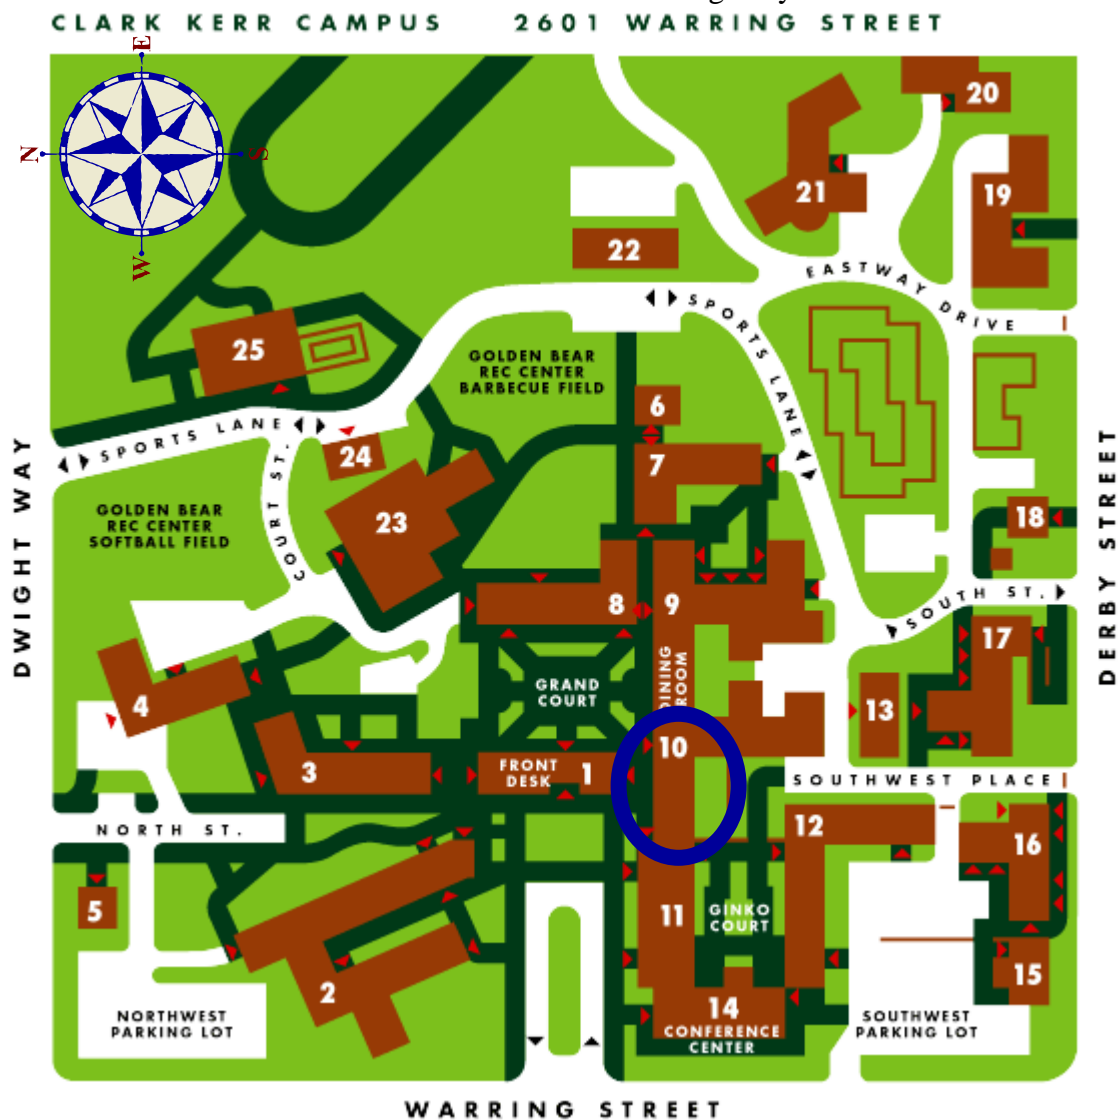 CLARK KERR CAMPUS 2601 WARRING STREET
E
N
S
W
20
21
19
22
EASTWAY DRIVE
SPORTS LANE
25
GOLDEN BEAR
REC CENTER
BARBECUE FIELD
6
SPORTS LANE
24
7
COURT ST.
GOLDEN BEAR
REC CENTER
SOFTBALL FIELD
23
18
DWIGHT WAY
DERBY STREET
8
9
SOUTH ST.
17
DINING
ROOM
GRAND
COURT
4
13
10
3
FRONT
DESK
1
SOUTHWEST PLACE
NORTH ST.
12
16
5
11
GINKO
COURT
2
15
14
CONFERENCE
CENTER
NORTHWEST
PARKING LOT
SOUTHWEST
PARKING LOT
WARRING STREET